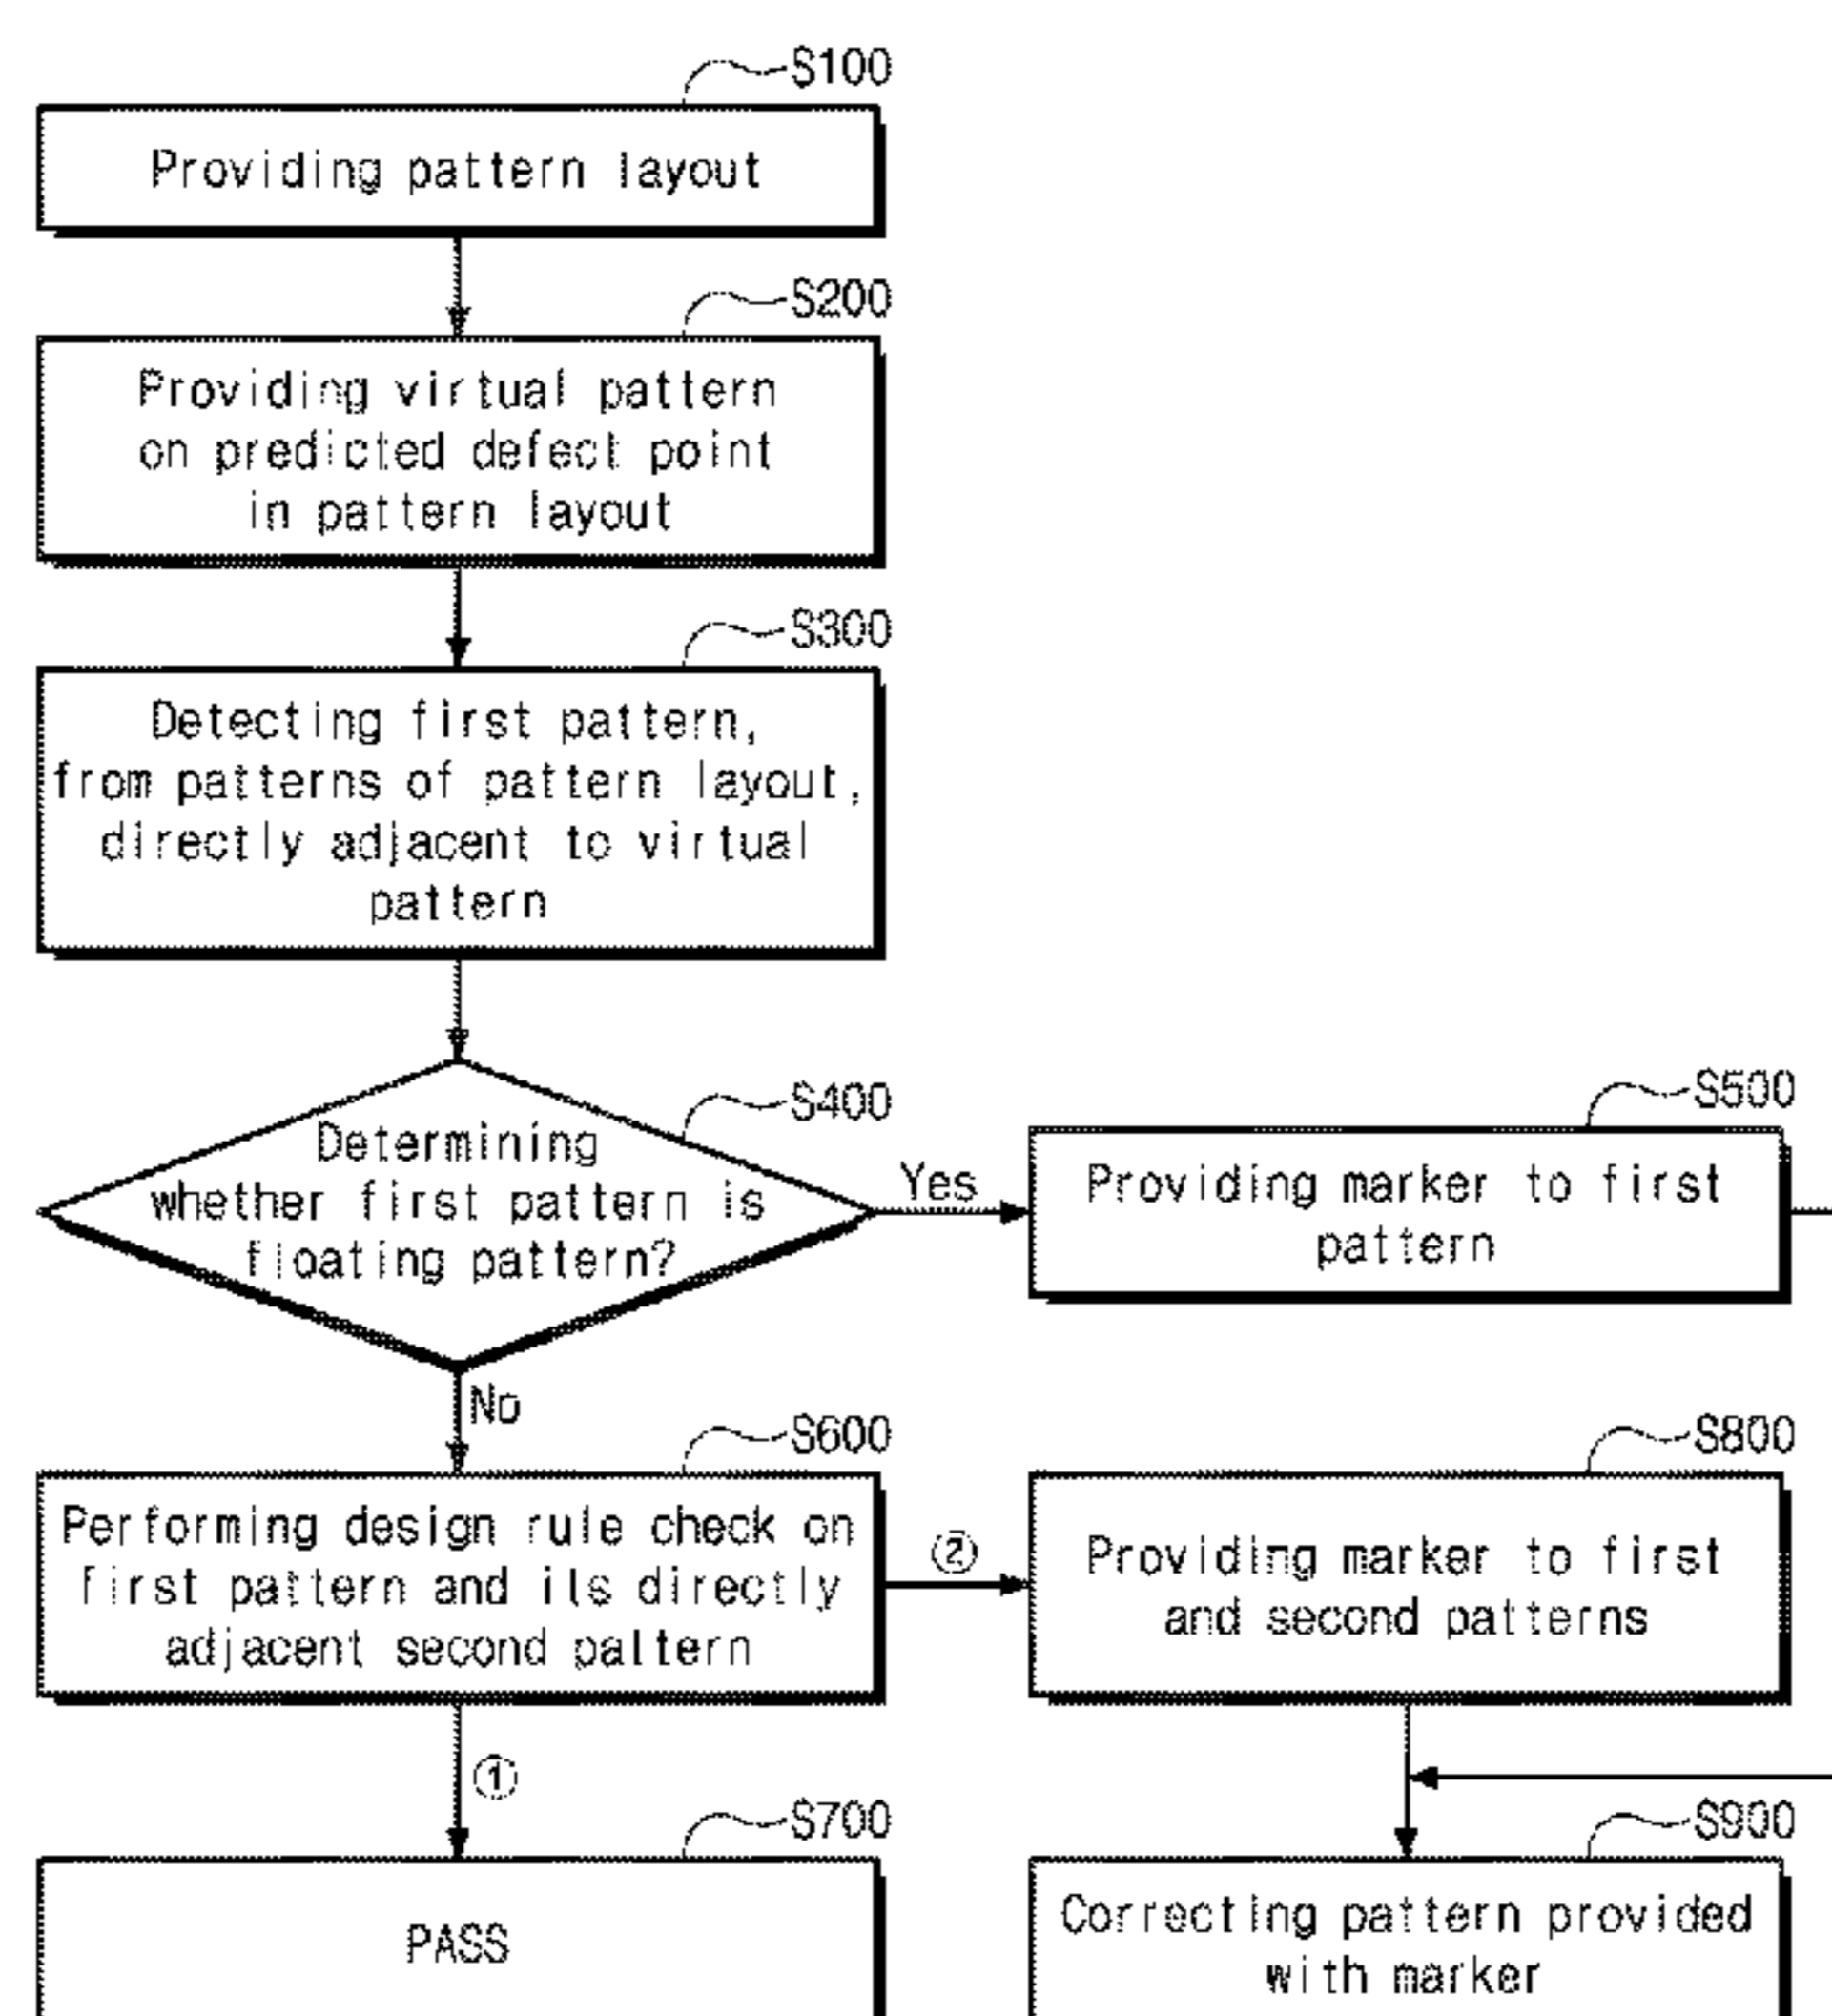 S100
Providing pattern layout
S200
Providing virtual pattern
on predicted defect point
in pattern layout
S300
Detecting first pattern,
from patterns of pattern layout,
directly adjacent to virtual
pattern
S400
Determining
whether first pattern is
floating pattern?
Yes
S500
Providing marker to first
pattern
No
S600
Performing design rule check on
first pattern and its directly
adjacent second pattern
②
S800
Providing marker to first
and second patterns
①
S700
PASS
S900
Correcting pattern provided
with marker